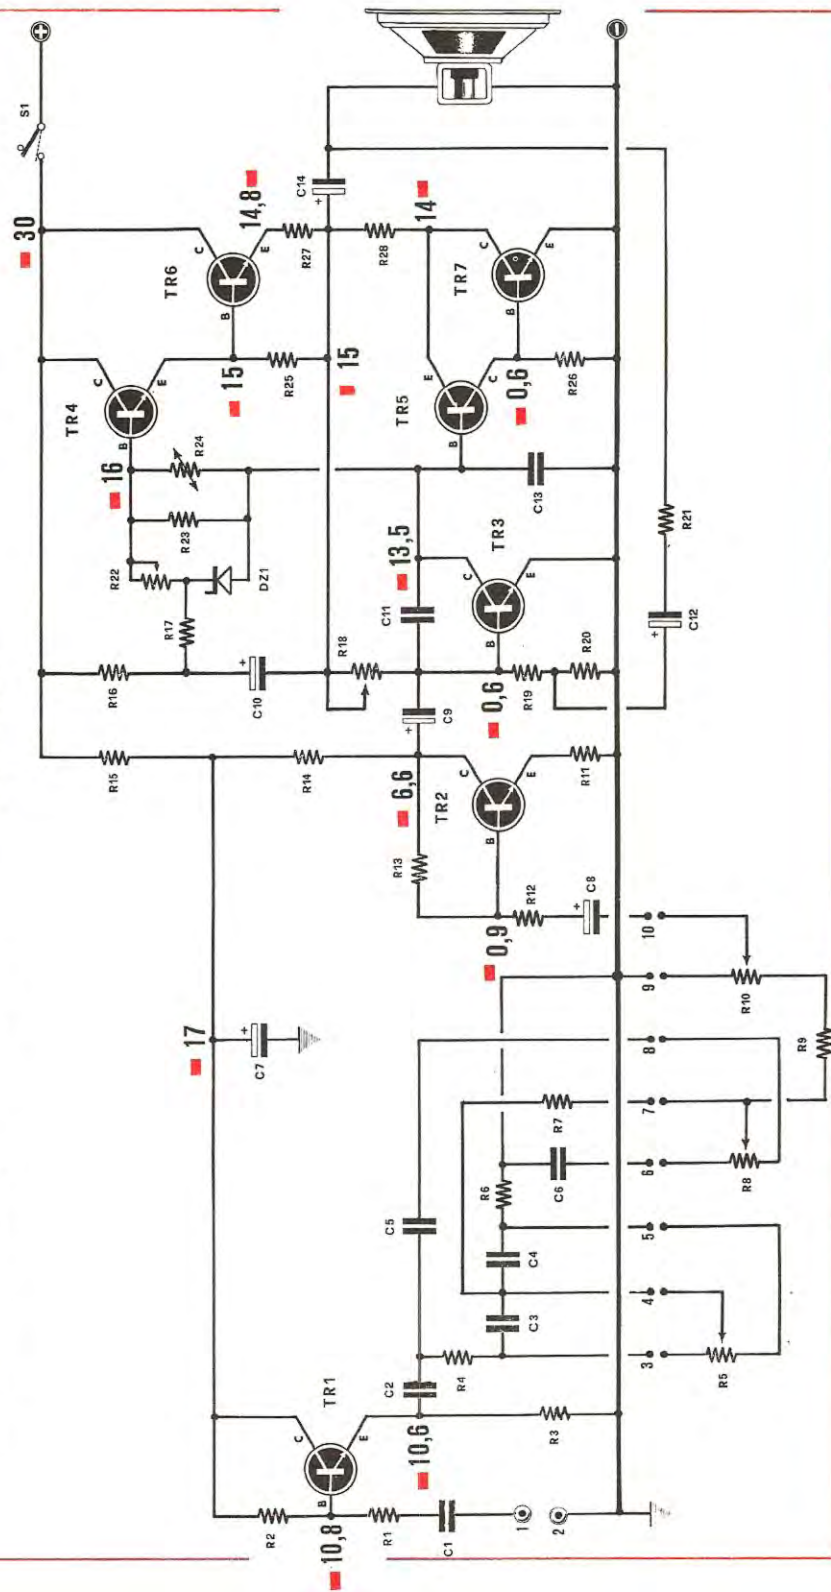 S1
+
−
30
TR4
TR6
14,8
C14
+
R27
R28
14
TR7
TR5
R25
R26
15
15
0,6
16
R24
R23
R22
DZ1
R17
R16
C10
+
R18
C11
13,5
TR3
C13
R21
C12
+
R20
R19
0,6
C9
+
R15
R14
6,6
TR2
R11
R13
0,9
R12
C8
+
10
R10
9
R9
17
C7
+
8
7
R7
R8
6
C6
R6
C5
5
C4
4
C3
3
R5
R4
C2
TR1
10,6
R3
R2
10,8
R1
C1
1
2
B
C
E
B
C
E
B
C
E
B
C
E
B
C
E
B
C
E
B
C
E